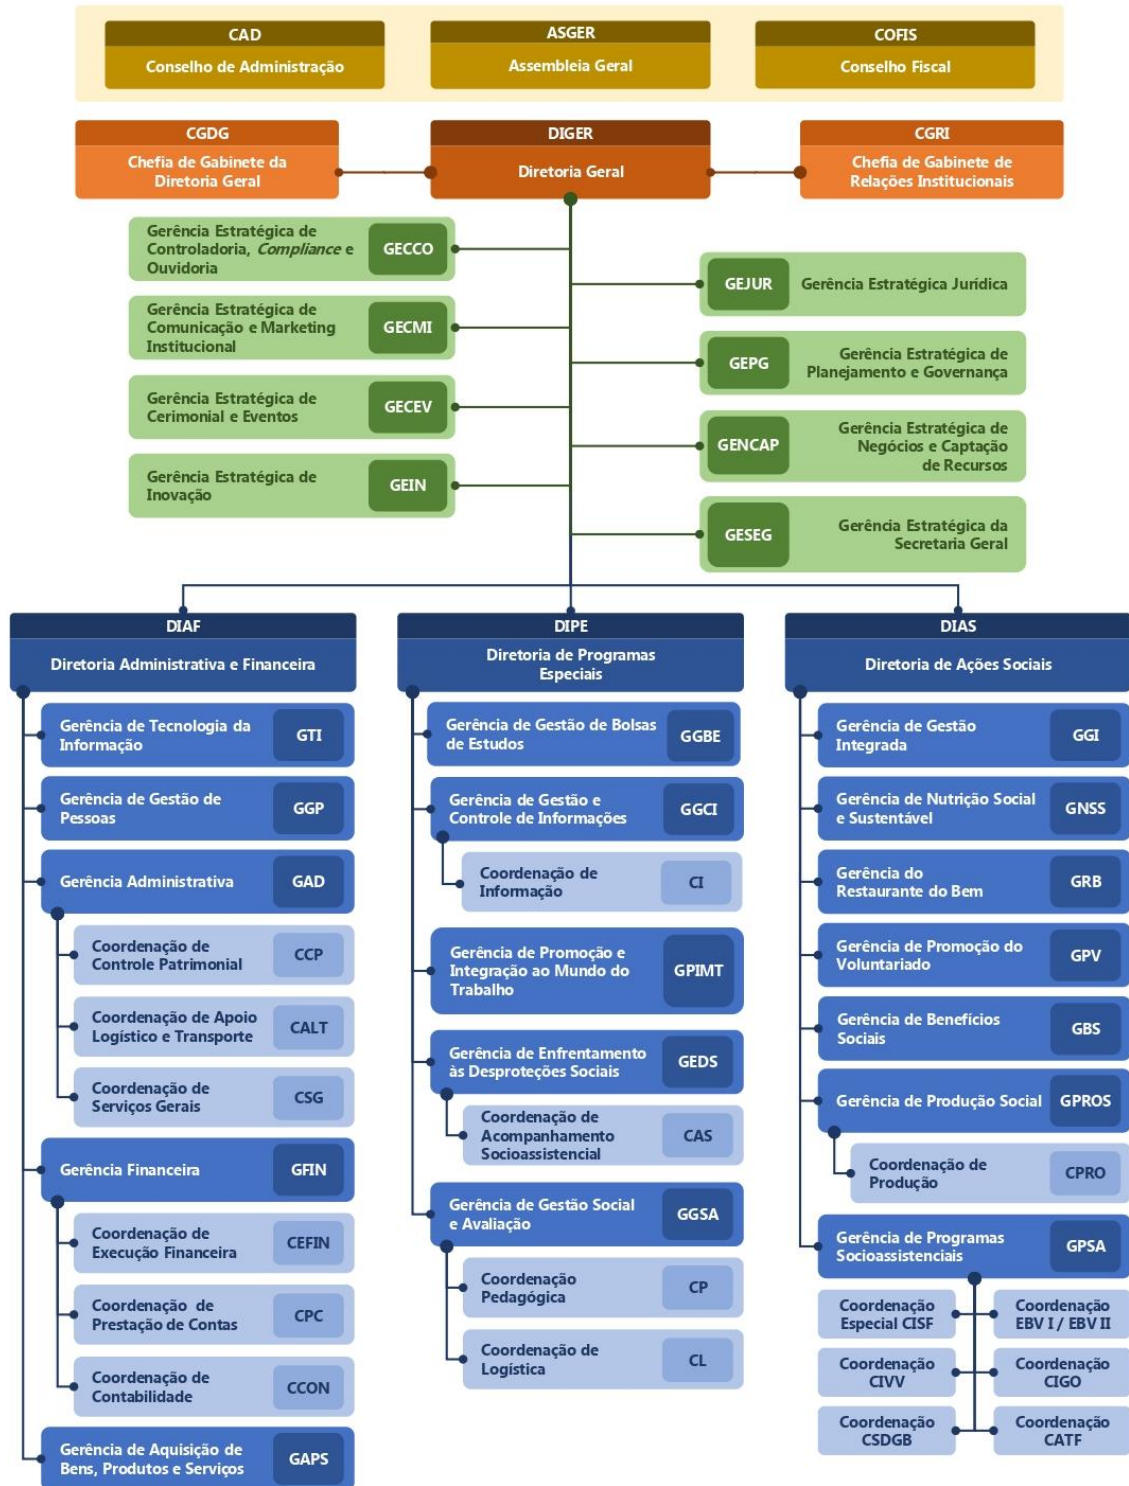 CAD
Conselho de Administração
ASGER
Assembleia Geral
COFIS
Conselho Fiscal
CGDG
Chefia de Gabinete da
Diretoria Geral
DIGER
Diretoria Geral
CGRI
Chefia de Gabinete de
Relações Institucionais
Gerência Estratégica de
Controladoria, Compliance e
Ouvidoria
GECCO
Gerência Estratégica de
Comunicação e Marketing
Institucional
GECMI
Gerência Estratégica de
Cerimonial e Eventos
GECEV
Gerência Estratégica de
Inovação
GEIN
GEJUR
Gerência Estratégica Jurídica
GEPG
Gerência Estratégica de
Planejamento e Governança
GENCAP
Gerência Estratégica de
Negócios e Captação
de Recursos
GESEG
Gerência Estratégica da
Secretaria Geral
DIAF
Diretoria Administrativa e Financeira
Gerência de Tecnologia da
Informação
GTI
Gerência de Gestão de
Pessoas
GGP
Gerência Administrativa
GAD
Coordenação de
Controle Patrimonial
CCP
Coordenação de Apoio
Logístico e Transporte
CALT
Coordenação de
Serviços Gerais
CSG
Gerência Financeira
GFIN
Coordenação de
Execução Financeira
CEFIN
Coordenação de
Prestação de Contas
CPC
Coordenação de
Contabilidade
CCON
Gerência de Aquisição de
Bens, Produtos e Serviços
GAPS
DIPE
Diretoria de Programas
Especiais
Gerência de Gestão de Bolsas
de Estudos
GGBE
Gerência de Gestão e
Controle de Informações
GGCI
Coordenação de
Informação
CI
Gerência de Promoção e
Integração ao Mundo do
Trabalho
GPIMT
Gerência de Enfrentamento
às Desproteções Sociais
GEDS
Coordenação de
Acompanhamento
Socioassistencial
CAS
Gerência de Gestão Social
e Avaliação
GGSA
Coordenação
Pedagógica
CP
Coordenação de
Logística
CL
DIAS
Diretoria de Ações Sociais
Gerência de Gestão
Integrada
GGI
Gerência de Nutrição Social
e Sustentável
GNSS
Gerência do
Restaurante do Bem
GRB
Gerência de Promoção do
Voluntariado
GPV
Gerência de Benefícios
Sociais
GBS
Gerência de Produção Social
GPROS
Coordenação de
Produção
CPRO
Gerência de Programas
Socioassistenciais
GPSA
Coordenação
Especial CISF
Coordenação
EBV I / EBV II
Coordenação
CIVV
Coordenação
CIGO
Coordenação
CSDGB
Coordenação
CATF